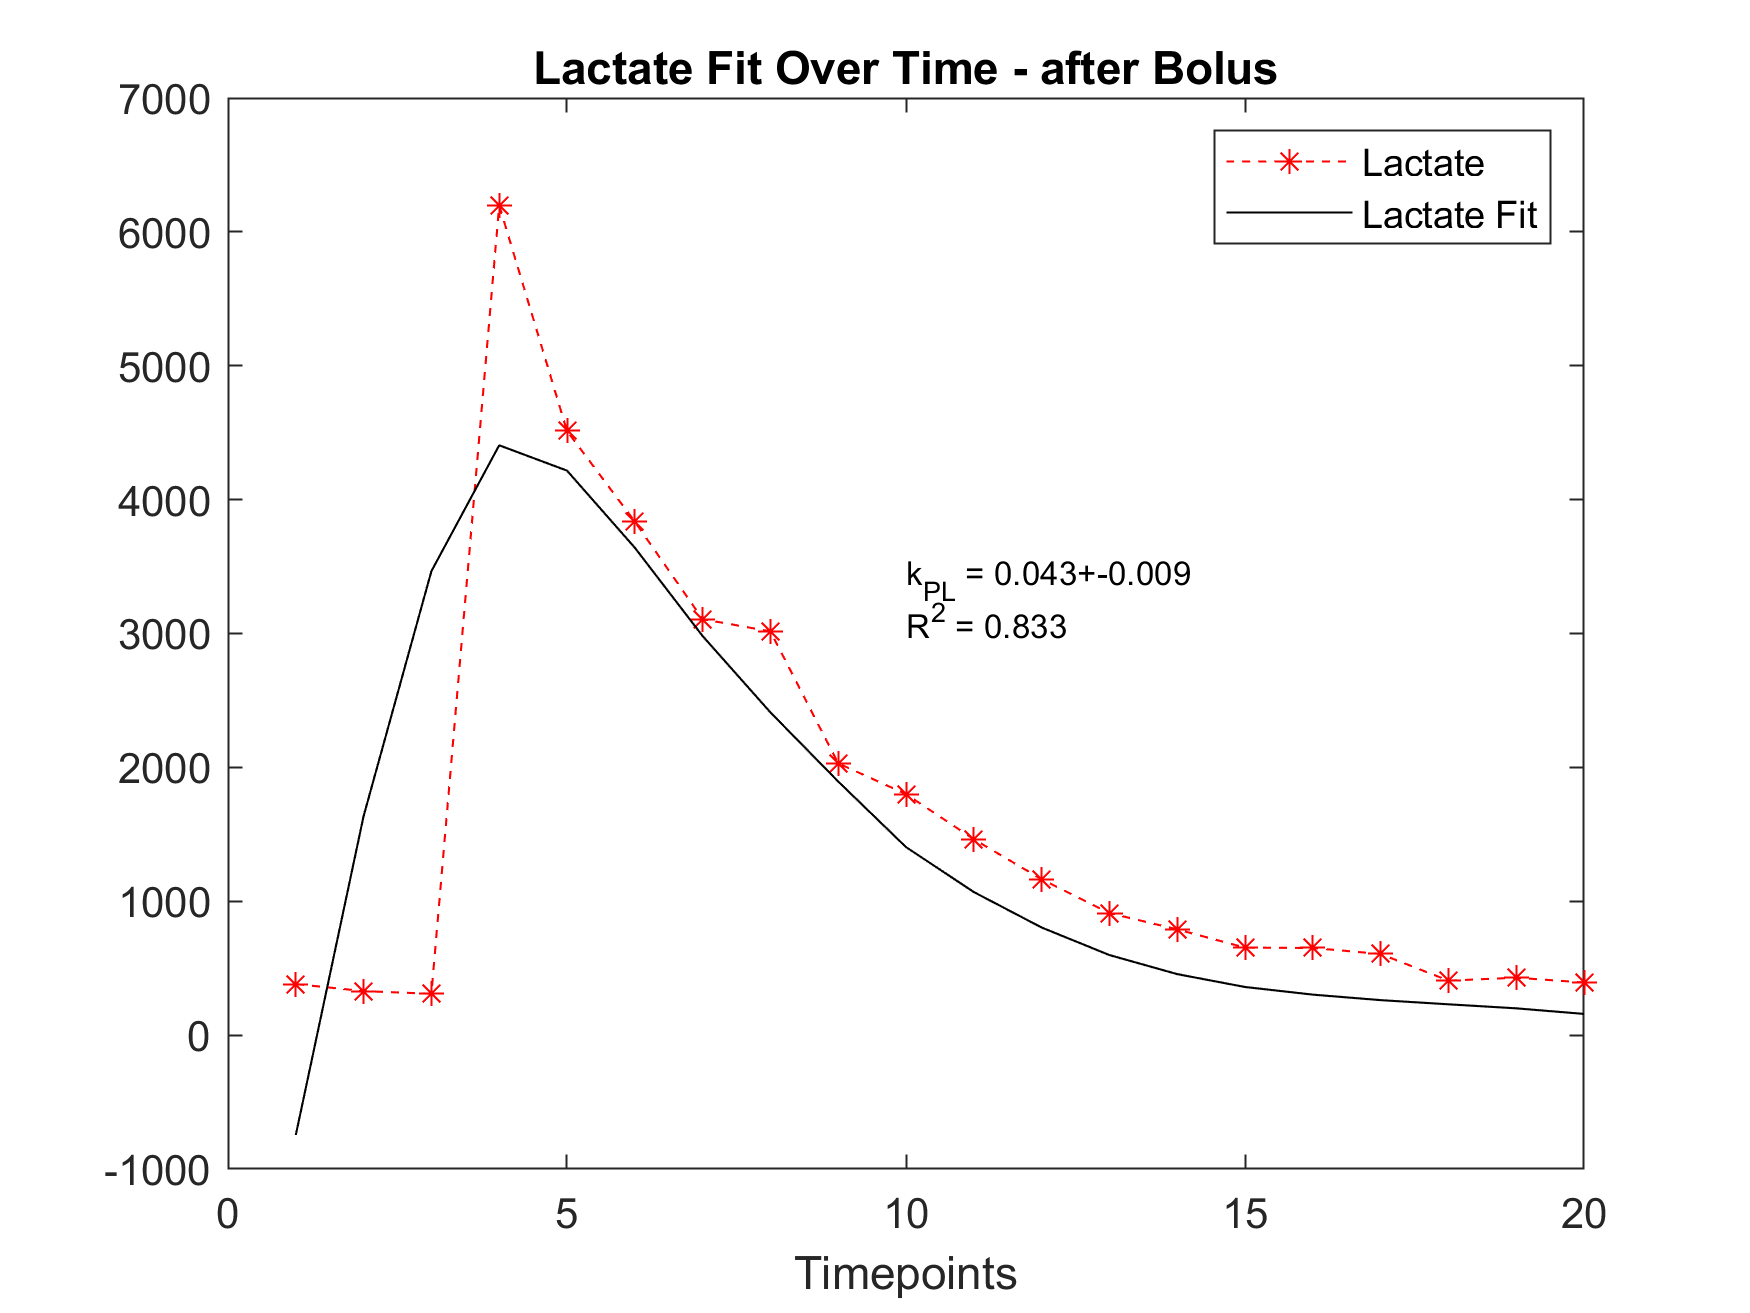 Lactate Fit Over Time - after Bolus
7000
6000
5000
4000
3000
2000
1000
0
-1000
Lactate
Lactate Fit
kPL = 0.043+-0.009
R2 = 0.833
0 5 10 15 20
Timepoints